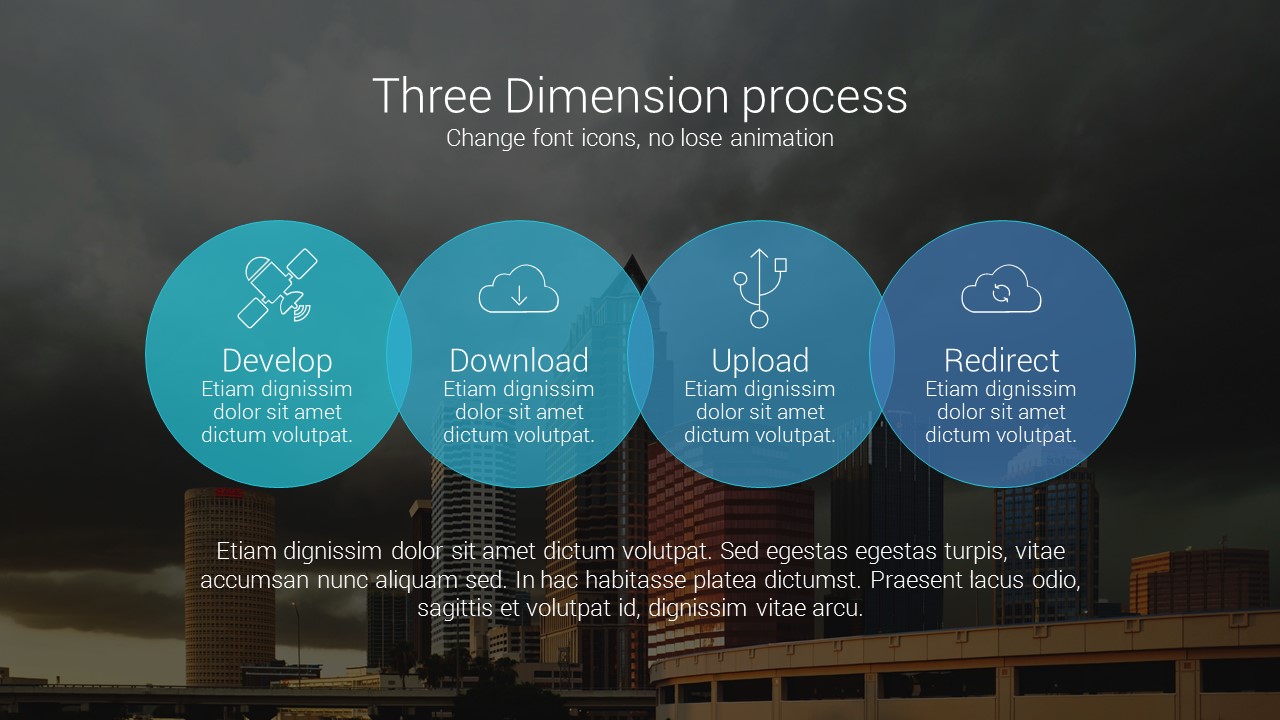 Three Dimension process
Change font icons, no lose animation
Develop
Etiam dignissim
dolor sit amet
dictum volutpat.
Download
Etiam dignissim
dolor sit amet
dictum volutpat.
Upload
Etiam dignissim
dolor sit amet
dictum volutpat.
Redirect
Etiam dignissim
dolor sit amet
dictum volutpat.
Etiam dignissim dolor sit amet dictum volutpat. Sed egestas egestas turpis, vitae
accumsan nunc aliquam sed. In hac habitasse platea dictumst. Praesent lacus odio,
sagittis et volutpat id, dignissim vitae arcu.